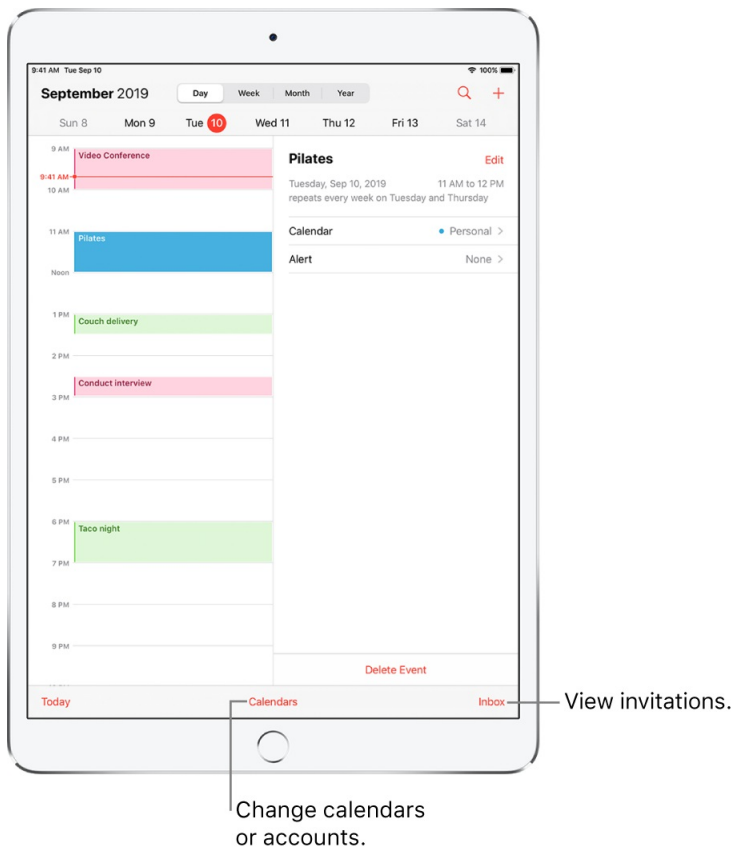 9:41 AM Tue Sep 10
100%
September 2019
Day
Week
Month
Year
Sun 8
Mon 9
Tue 10
Wed 11
Thu 12
Fri 13
Sat 14
9 AM
Video Conference
9:41 AM
10 AM
11 AM
Pilates
Noon
1 PM
Couch delivery
2 PM
Conduct interview
3 PM
4 PM
5 PM
6 PM
Taco night
7 PM
8 PM
9 PM
Pilates
Edit
Tuesday, Sep 10, 2019
11 AM to 12 PM
repeats every week on Tuesday and Thursday
Calendar
Personal
Alert
None
Delete Event
Today
Calendars
Inbox
View invitations.
Change calendars
or accounts.